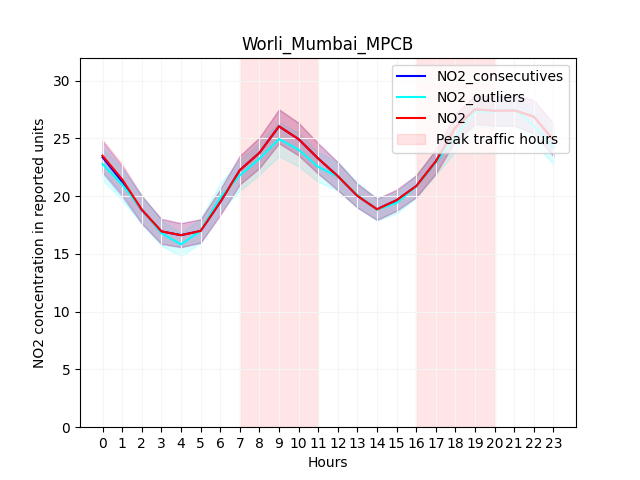 Worli_Mumbai_MPCB
NO2_consecutives
NO2_outliers
NO2
Peak traffic hours
30
25
20
15
10
5
0
NO2 concentration in reported units
0 1 2 3 4 5 6 7 8 9 10 11 12 13 14 15 16 17 18 19 20 21 22 23
Hours